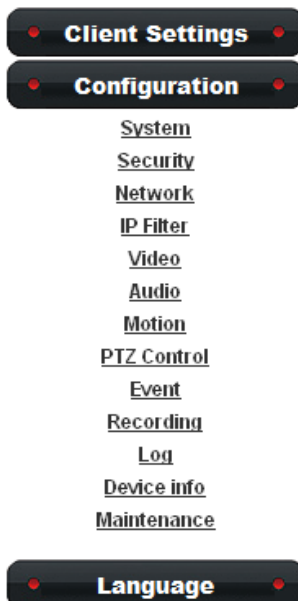 Client Settings
Configuration
System
Security
Network
IP Filter
Video
Audio
Motion
PTZ Control
Event
Recording
Log
Device info
Maintenance
Language